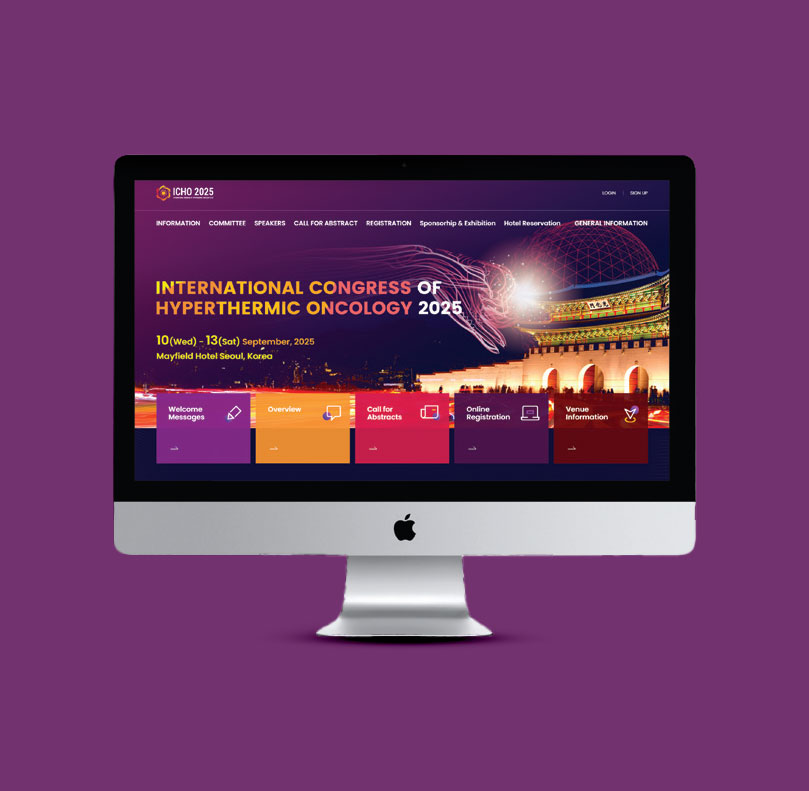 ICHO 2025
LOGIN | SIGN UP
INFORMATION COMMITTEE SPEAKERS CALL FOR ABSTRACT REGISTRATION Sponsorhip & Exhibition Hotel Reservation GENERAL INFORMATION
INTERNATIONAL CONGRESS OF
HYPERTHERMIC ONCOLOGY 2025
10(Wed) - 13(Sat) September, 2025
Mayfield Hotel Seoul, Korea
Welcome
Messages
Overview
Call for
Abstracts
Online
Registration
Venue
Information